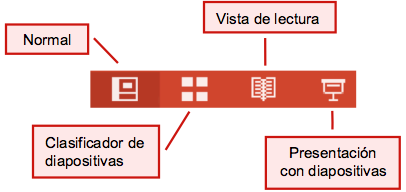 Vista de lectura
Normal
Clasificador de
diapositivas
Presentación
con diapositivas